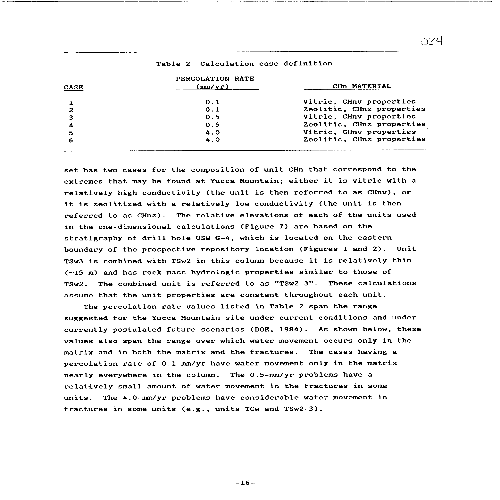 024
Table 2 Calculation case definition
PERCOLATION RATE
CASE (mm/yr) CHn MATERIAL
1 0.1 Vitric, CHnv properties
2 0.1 Zeolitic, CHnz properties
3 0.5 Vitric, CHnv properties
4 0.5 Zeolitic, CHnz properties
5 4.0 Vitric, CHnv properties
6 4.0 Zeolitic, CHnz properties
set has two cases for the composition of unit CHn that correspond to the
extremes that may be found at Yucca Mountain; either it is vitric with a
relatively high conductivity (the unit is then referred to as CHnv), or
it is zeolitized with a relatively low conductivity (the unit is then
referred to as CHnz). The relative elevations of each of the units used
in the one-dimensional calculations (Figure 7) are based on the
stratigraphy of drill hole USW G-4, which is located on the eastern
boundary of the prospective repository location (Figures 1 and 2). Unit
TSw3 is combined with TSw2 in this column because it is relatively thin
(~15 m) and has rock mass hydrologic properties similar to those of
TSw2. The combined unit is referred to as "TSw2-3". These calculations
assume that the unit properties are constant throughout each unit.
The percolation rate values listed in Table 2 span the range
suggested for the Yucca Mountain site under current conditions and under
currently postulated future scenarios (DOE, 1984). As shown below, these
values also span the range over which water movement occurs only in the
matrix and in both the matrix and the fractures. The cases having a
percolation rate of 0.1 mm/yr have water movement only in the matrix
nearly everywhere in the column. The 0.5-mm/yr problems have a
relatively small amount of water movement in the fractures in some
units. The 4.0-mm/yr problems have considerable water movement in
fractures in some units (e.g., units TCw and TSw2-3).
-16-